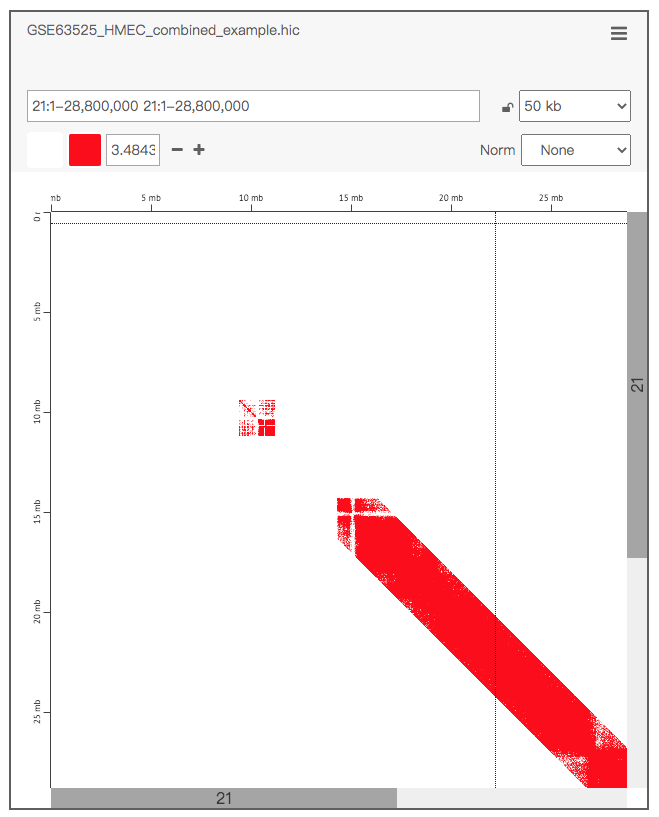 GSE63525_HMEC_combined_example.hic
21:1-28,800,000 21:1-28,800,000
50 kb
3.4843
Norm
None
mb 5 mb 10 mb 15 mb 20 mb 25 mb
0
5 mb
10 mb
15 mb
20 mb
25 mb
21
21